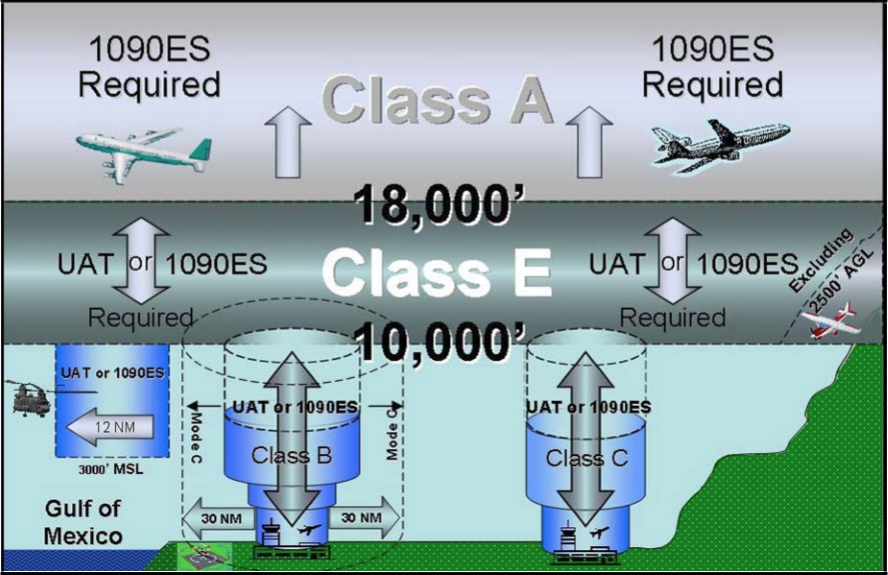 1090ES
Required
1090ES
Required
Class A
18,000’
UAT or 1090ES
Required
Class E
UAT or 1090ES
Required
Excluding
2500' AGL
10,000’
UAT or 1090ES
12 NM
3000' MSL
Gulf of
Mexico
Mode C
UAT or 1090ES
Mode C
Class B
30 NM
30 NM
UAT or 1090ES
Class C